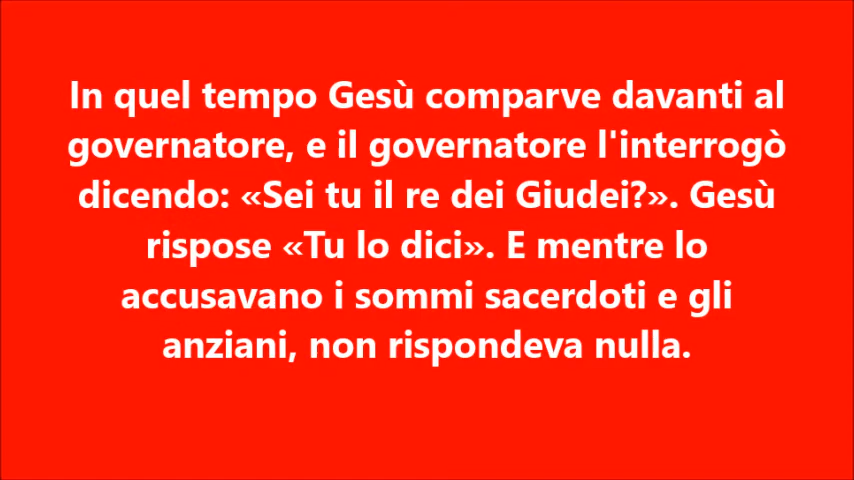 In quel tempo Gesù comparve davanti al
governatore, e il governatore l'interrogò
dicendo: «Sei tu il re dei Giudei?». Gesù
rispose «Tu lo dici». E mentre lo
accusavano i sommi sacerdoti e gli
anziani, non rispondeva nulla.